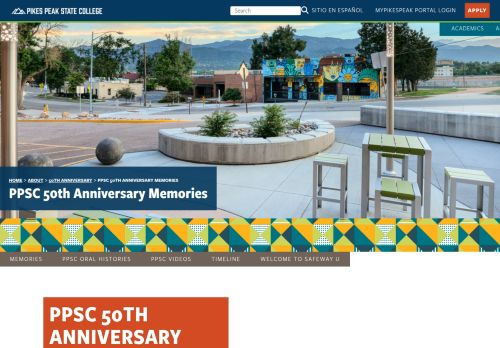 PIKES PEAK STATE COLLEGE
Search
SITIO EN ESPAÑOL
MYPIKESPEAK PORTAL LOGIN
APPLY
ACADEMICS
A
HOME > ABOUT > 50TH ANNIVERSARY > PPSC 50TH ANNIVERSARY MEMORIES
PPSC 50th Anniversary Memories
MEMORIES
PPSC ORAL HISTORIES
PPSC VIDEOS
TIMELINE
WELCOME TO SAFEWAY U
PPSC 50TH
ANNIVERSARY